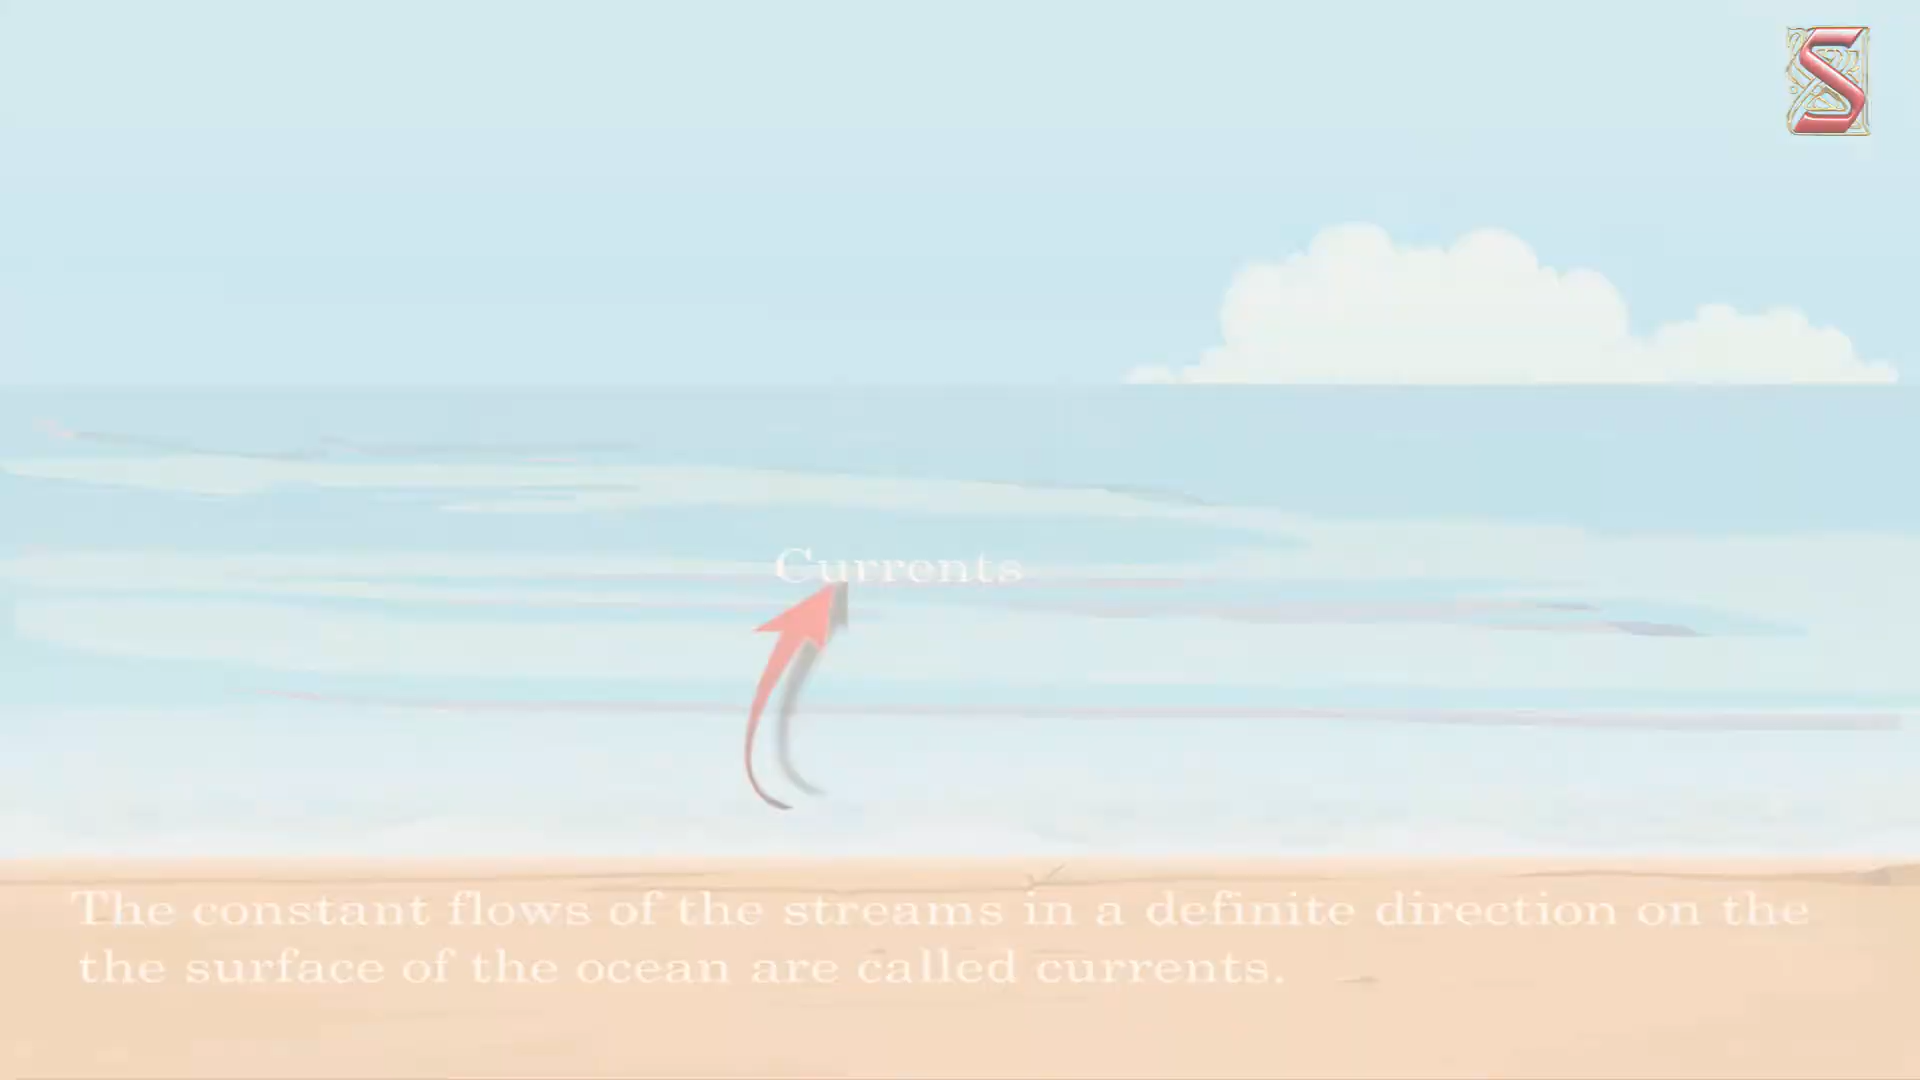 S
Currents
The constant flows of the streams in a definite direction on the
the surface of the ocean are called currents.